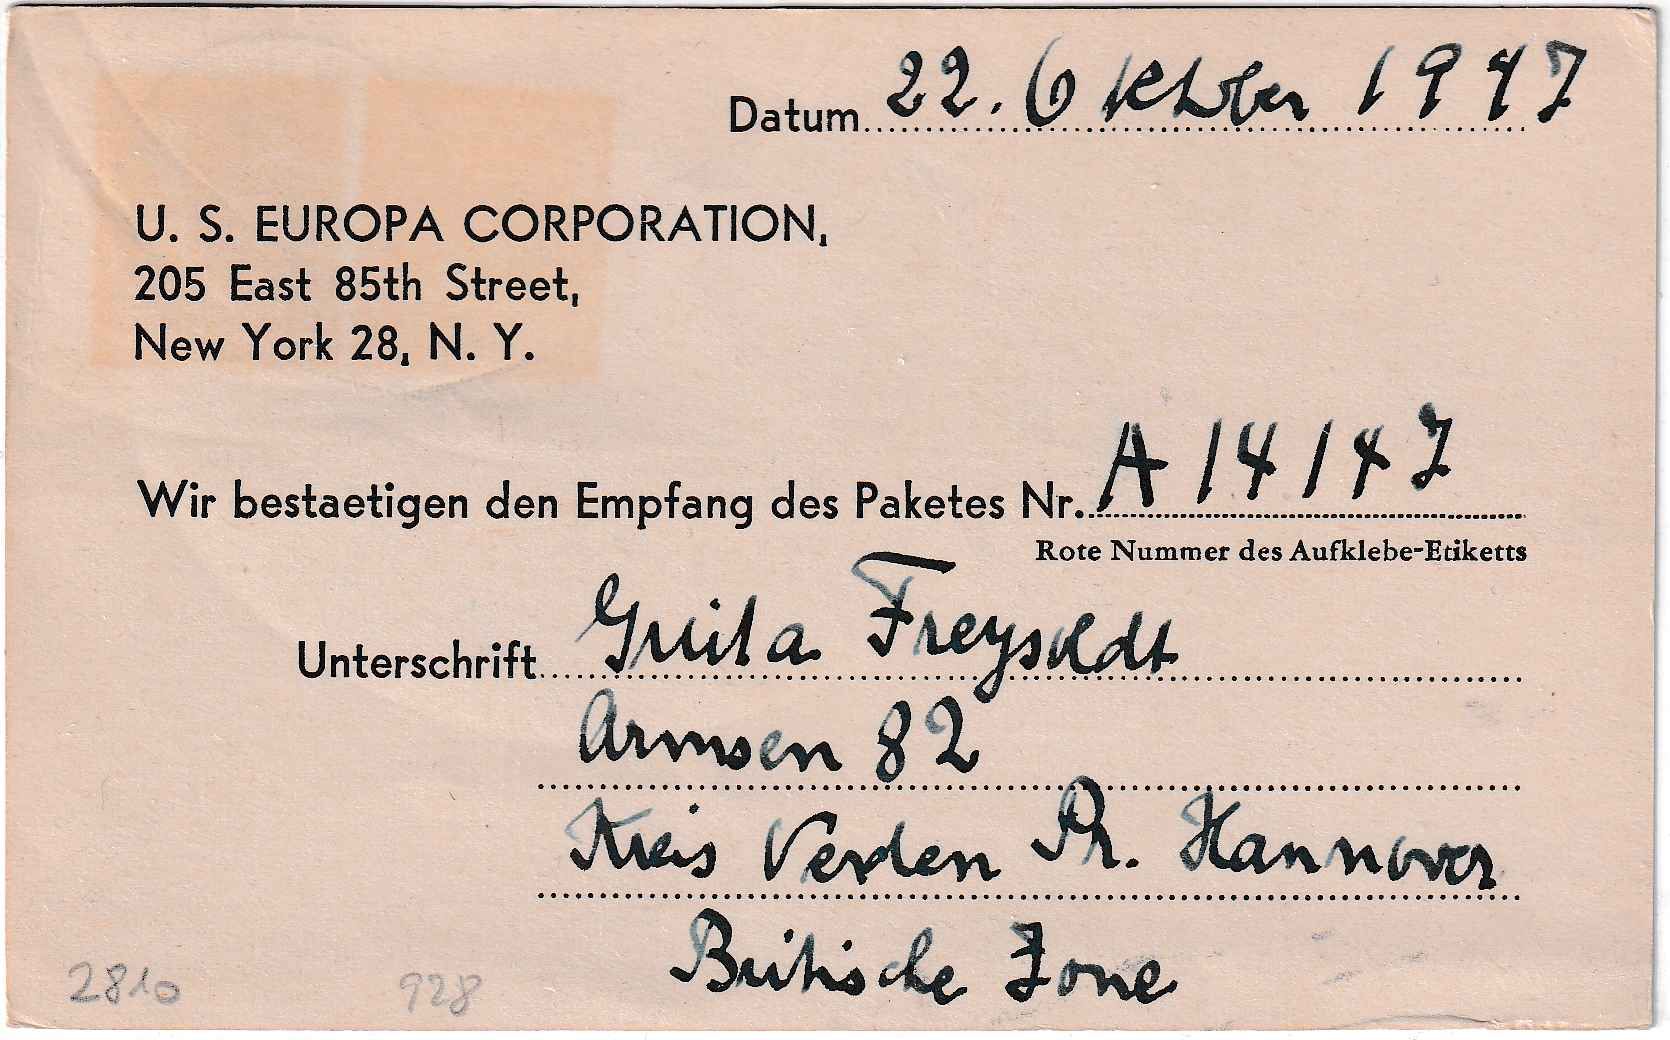 Datum 22. Oktober 1947
U. S. EUROPA CORPORATION,
205 East 85th Street,
New York 28, N. Y.
Wir bestaetigen den Empfang des Paketes Nr. A 14147
Rote Nummer des Aufklebe-Etiketts
Unterschrift Freysoldt
Armsen 82
Kreis Verden Pr. Hannover
Britische Zone
2810 928